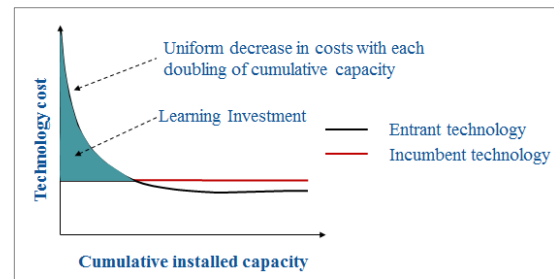 Uniform decrease in costs with each
doubling of cumulative capacity
Learning Investment
Entrant technology
Incumbent technology
Technology cost
Cumulative installed capacity